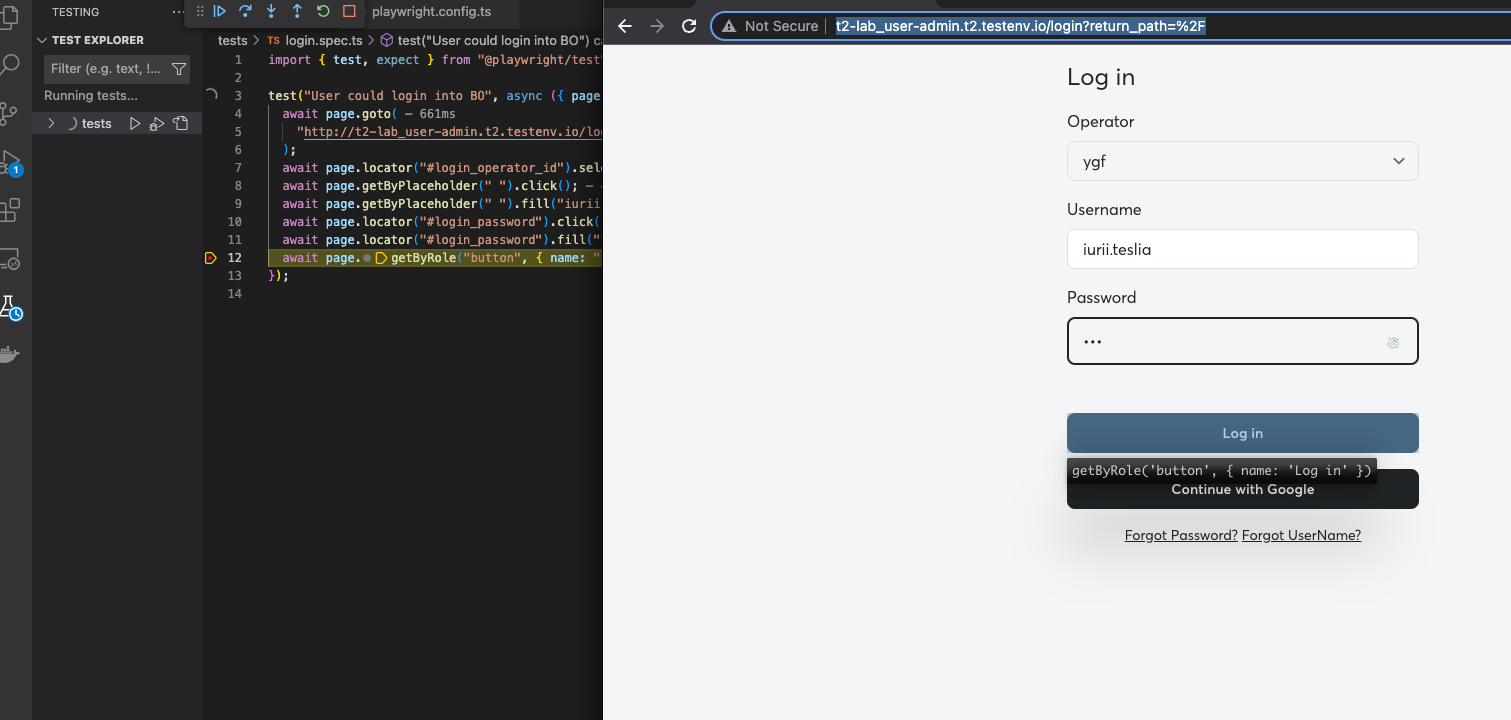 TESTING
TEST EXPLORER
Filter (e.g. text, !...
Running tests...
tests
1
playwright.config.ts
tests > TS login.spec.ts > test("User could login into BO") c
1 import { test, expect } from "@playwright/test
2
3 test("User could login into BO", async ({ page
4 await page.goto( — 661ms
5 "http://t2-lab_user-admin.t2.testenv.io/lo
6 );
7 await page.locator("#login_operator_id").sel
8 await page.getByPlaceholder(" ").click(); —
9 await page.getByPlaceholder(" ").fill("iurii
10 await page.locator("#login_password").click(
11 await page.locator("#login_password").fill("
12 await page. getByRole("button", { name: "
13 });
14
Not Secure | t2-lab_user-admin.t2.testenv.io/login?return_path=%2F
Log in
Operator
ygf
Username
iurii.teslia
Password
•••
Log in
getByRole('button', { name: 'Log in' })
Continue with Google
Forgot Password? Forgot UserName?